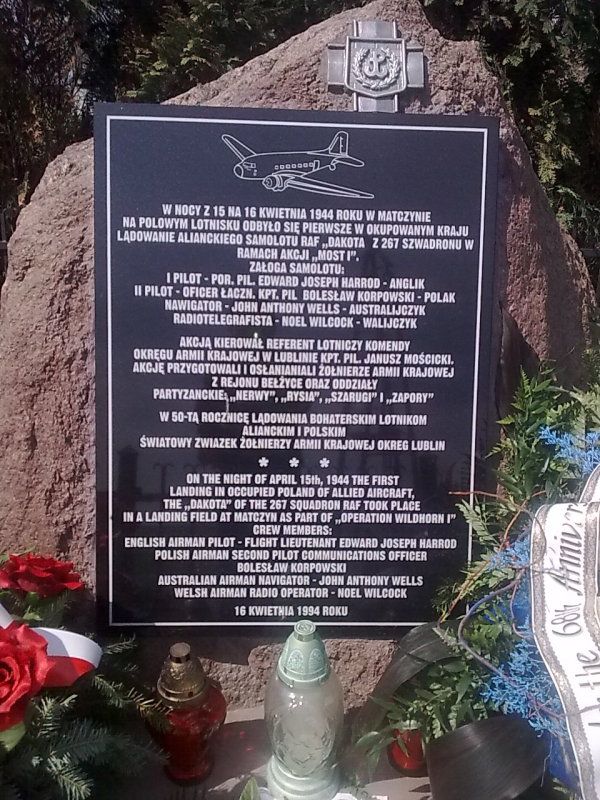 W NOCY Z 15 NA 16 KWIETNIA 1944 ROKU W MATCZYNIE
NA POLOWYM LOTNISKU ODBYŁO SIĘ PIERWSZE W OKUPOWANYM KRAJU
LĄDOWANIE ALIANCKIEGO SAMOLOTU RAF „DAKOTA Z 267 SZWADRONU W
RAMACH AKCJI „MOST I”.
ZAŁOGA SAMOLOTU:
I PILOT - POR. PIL. EDWARD JOSEPH HARROD - ANGLIK
II PILOT - OFICER ŁACZN. KPT. PIL BOLESŁAW KORPOWSKI - POLAK
NAWIGATOR - JOHN ANTHONY WELLS - AUSTRALIJCZYK
RADIOTELEGRAFISTA - NOEL WILCOCK - WALIJCZYK
AKCJĄ KIEROWAŁ REFERENT LOTNICZY KOMENDY
OKRĘGU ARMII KRAJOWEJ W LUBLINIE KPT. PIL. JANUSZ MOŚCICKI.
AKCJĘ PRZYGOTOWALI I OSŁANIANIALI ŻOŁNIERZE ARMII KRAJOWEJ
Z REJONU BEŁŻYCE ORAZ ODDZIAŁY
PARTYZANCKIE: „NERWY”, „RYSIA”, „SZARUGI” I „ZAPORY”
W 50-TĄ ROCZNICĘ LĄDOWANIA BOHATERSKIM LOTNIKOM
ALIANCKIM I POLSKIM
ŚWIATOWY ZWIAZEK ŻOŁNIERZY ARMII KRAJOWEJ OKREG LUBLIN
* * *
ON THE NIGHT OF APRIL 15th, 1944 THE FIRST
LANDING IN OCCUPIED POLAND OF ALLIED AIRCRAFT,
THE „DAKOTA” OF THE 267 SQUADRON RAF TOOK PLACE
IN A LANDING FIELD AT MATCZYN AS PART OF „OPERATION WILDHORN I”
CREW MEMBERS:
ENGLISH AIRMAN PILOT - FLIGHT LIEUTENANT EDWARD JOSEPH HARROD
POLISH AIRMAN SECOND PILOT COMMUNICATIONS OFFICER
BOLESŁAW KORPOWSKI
AUSTRALIAN AIRMAN NAVIGATOR - JOHN ANTHONY WELLS
WELSH AIRMAN RADIO OPERATOR - NOEL WILCOCK
16 KWIETNIA 1994 ROKU
the 68th Anniver